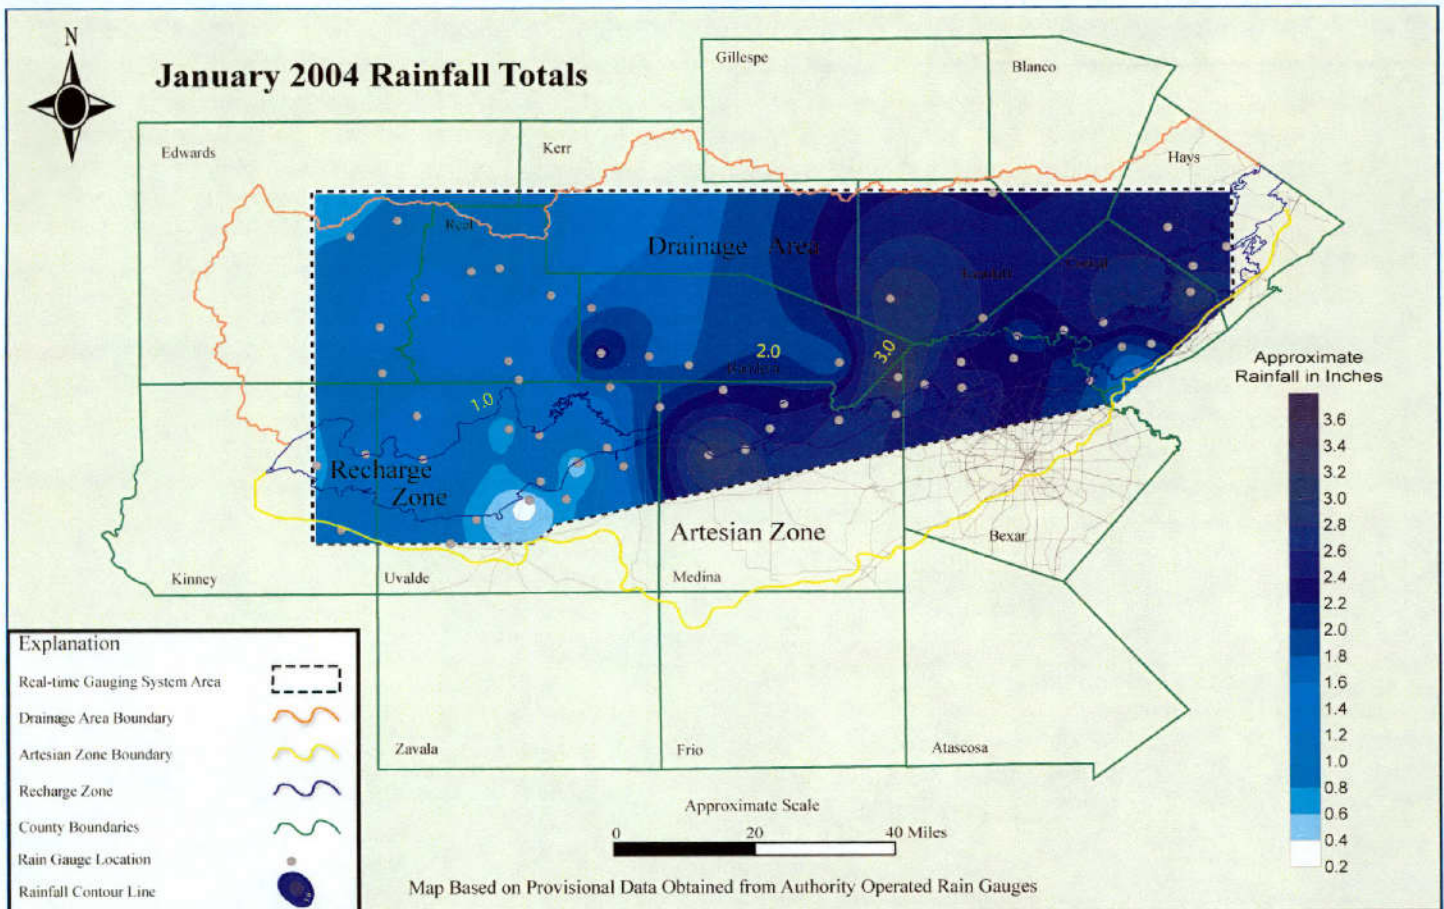 N
January 2004 Rainfall Totals
Gillespe
Blanco
Edwards
Kerr
Hays
Real
Drainage Area
2.0
3.0
1.0
Recharge
Zone
Artesian Zone
Bexar
Kinney
Uvalde
Medina
Zavala
Frio
Atascosa
Approximate
Rainfall in Inches
3.6
3.4
3.2
3.0
2.8
2.6
2.4
2.2
2.0
1.8
1.6
1.4
1.2
1.0
0.8
0.6
0.4
0.2
Explanation
Real-time Gauging System Area
Drainage Area Boundary
Artesian Zone Boundary
Recharge Zone
County Boundaries
Rain Gauge Location
Rainfall Contour Line
Approximate Scale
0 20 40 Miles
Map Based on Provisional Data Obtained from Authority Operated Rain Gauges